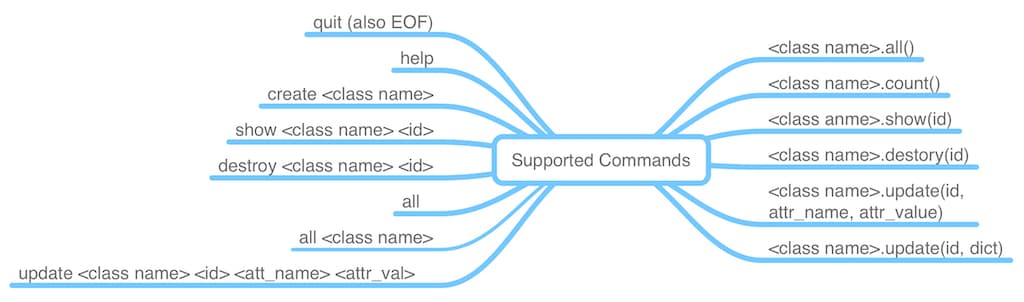 quit (also EOF)
help
create <class name>
show <class name> <id>
destroy <class name> <id>
all
all <class name>
update <class name> <id> <att_name> <attr_val>
Supported Commands
<class name>.all()
<class name>.count()
<class anme>.show(id)
<class name>.destory(id)
<class name>.update(id,
attr_name, attr_value)
<class name>.update(id, dict)